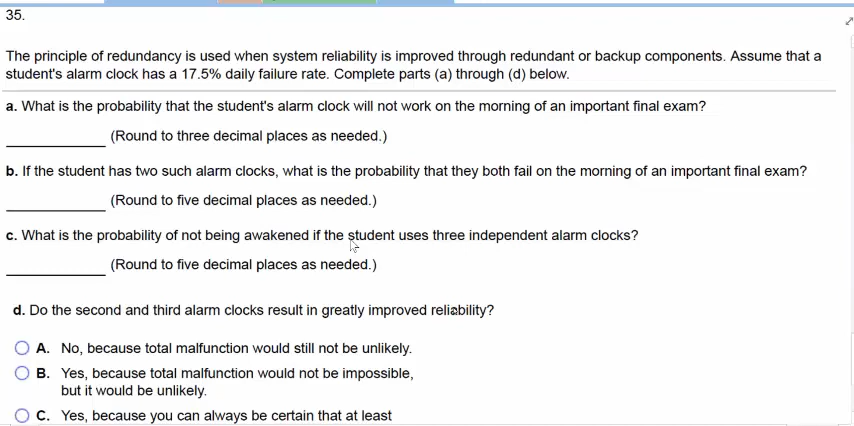 35.
The principle of redundancy is used when system reliability is improved through redundant or backup components. Assume that a
student's alarm clock has a 17.5% daily failure rate. Complete parts (a) through (d) below.
a. What is the probability that the student's alarm clock will not work on the morning of an important final exam?
(Round to three decimal places as needed.)
b. If the student has two such alarm clocks, what is the probability that they both fail on the morning of an important final exam?
(Round to five decimal places as needed.)
c. What is the probability of not being awakened if the student uses three independent alarm clocks?
(Round to five decimal places as needed.)
d. Do the second and third alarm clocks result in greatly improved reliability?
A. No, because total malfunction would still not be unlikely.
B. Yes, because total malfunction would not be impossible,
but it would be unlikely.
C. Yes, because you can always be certain that at least